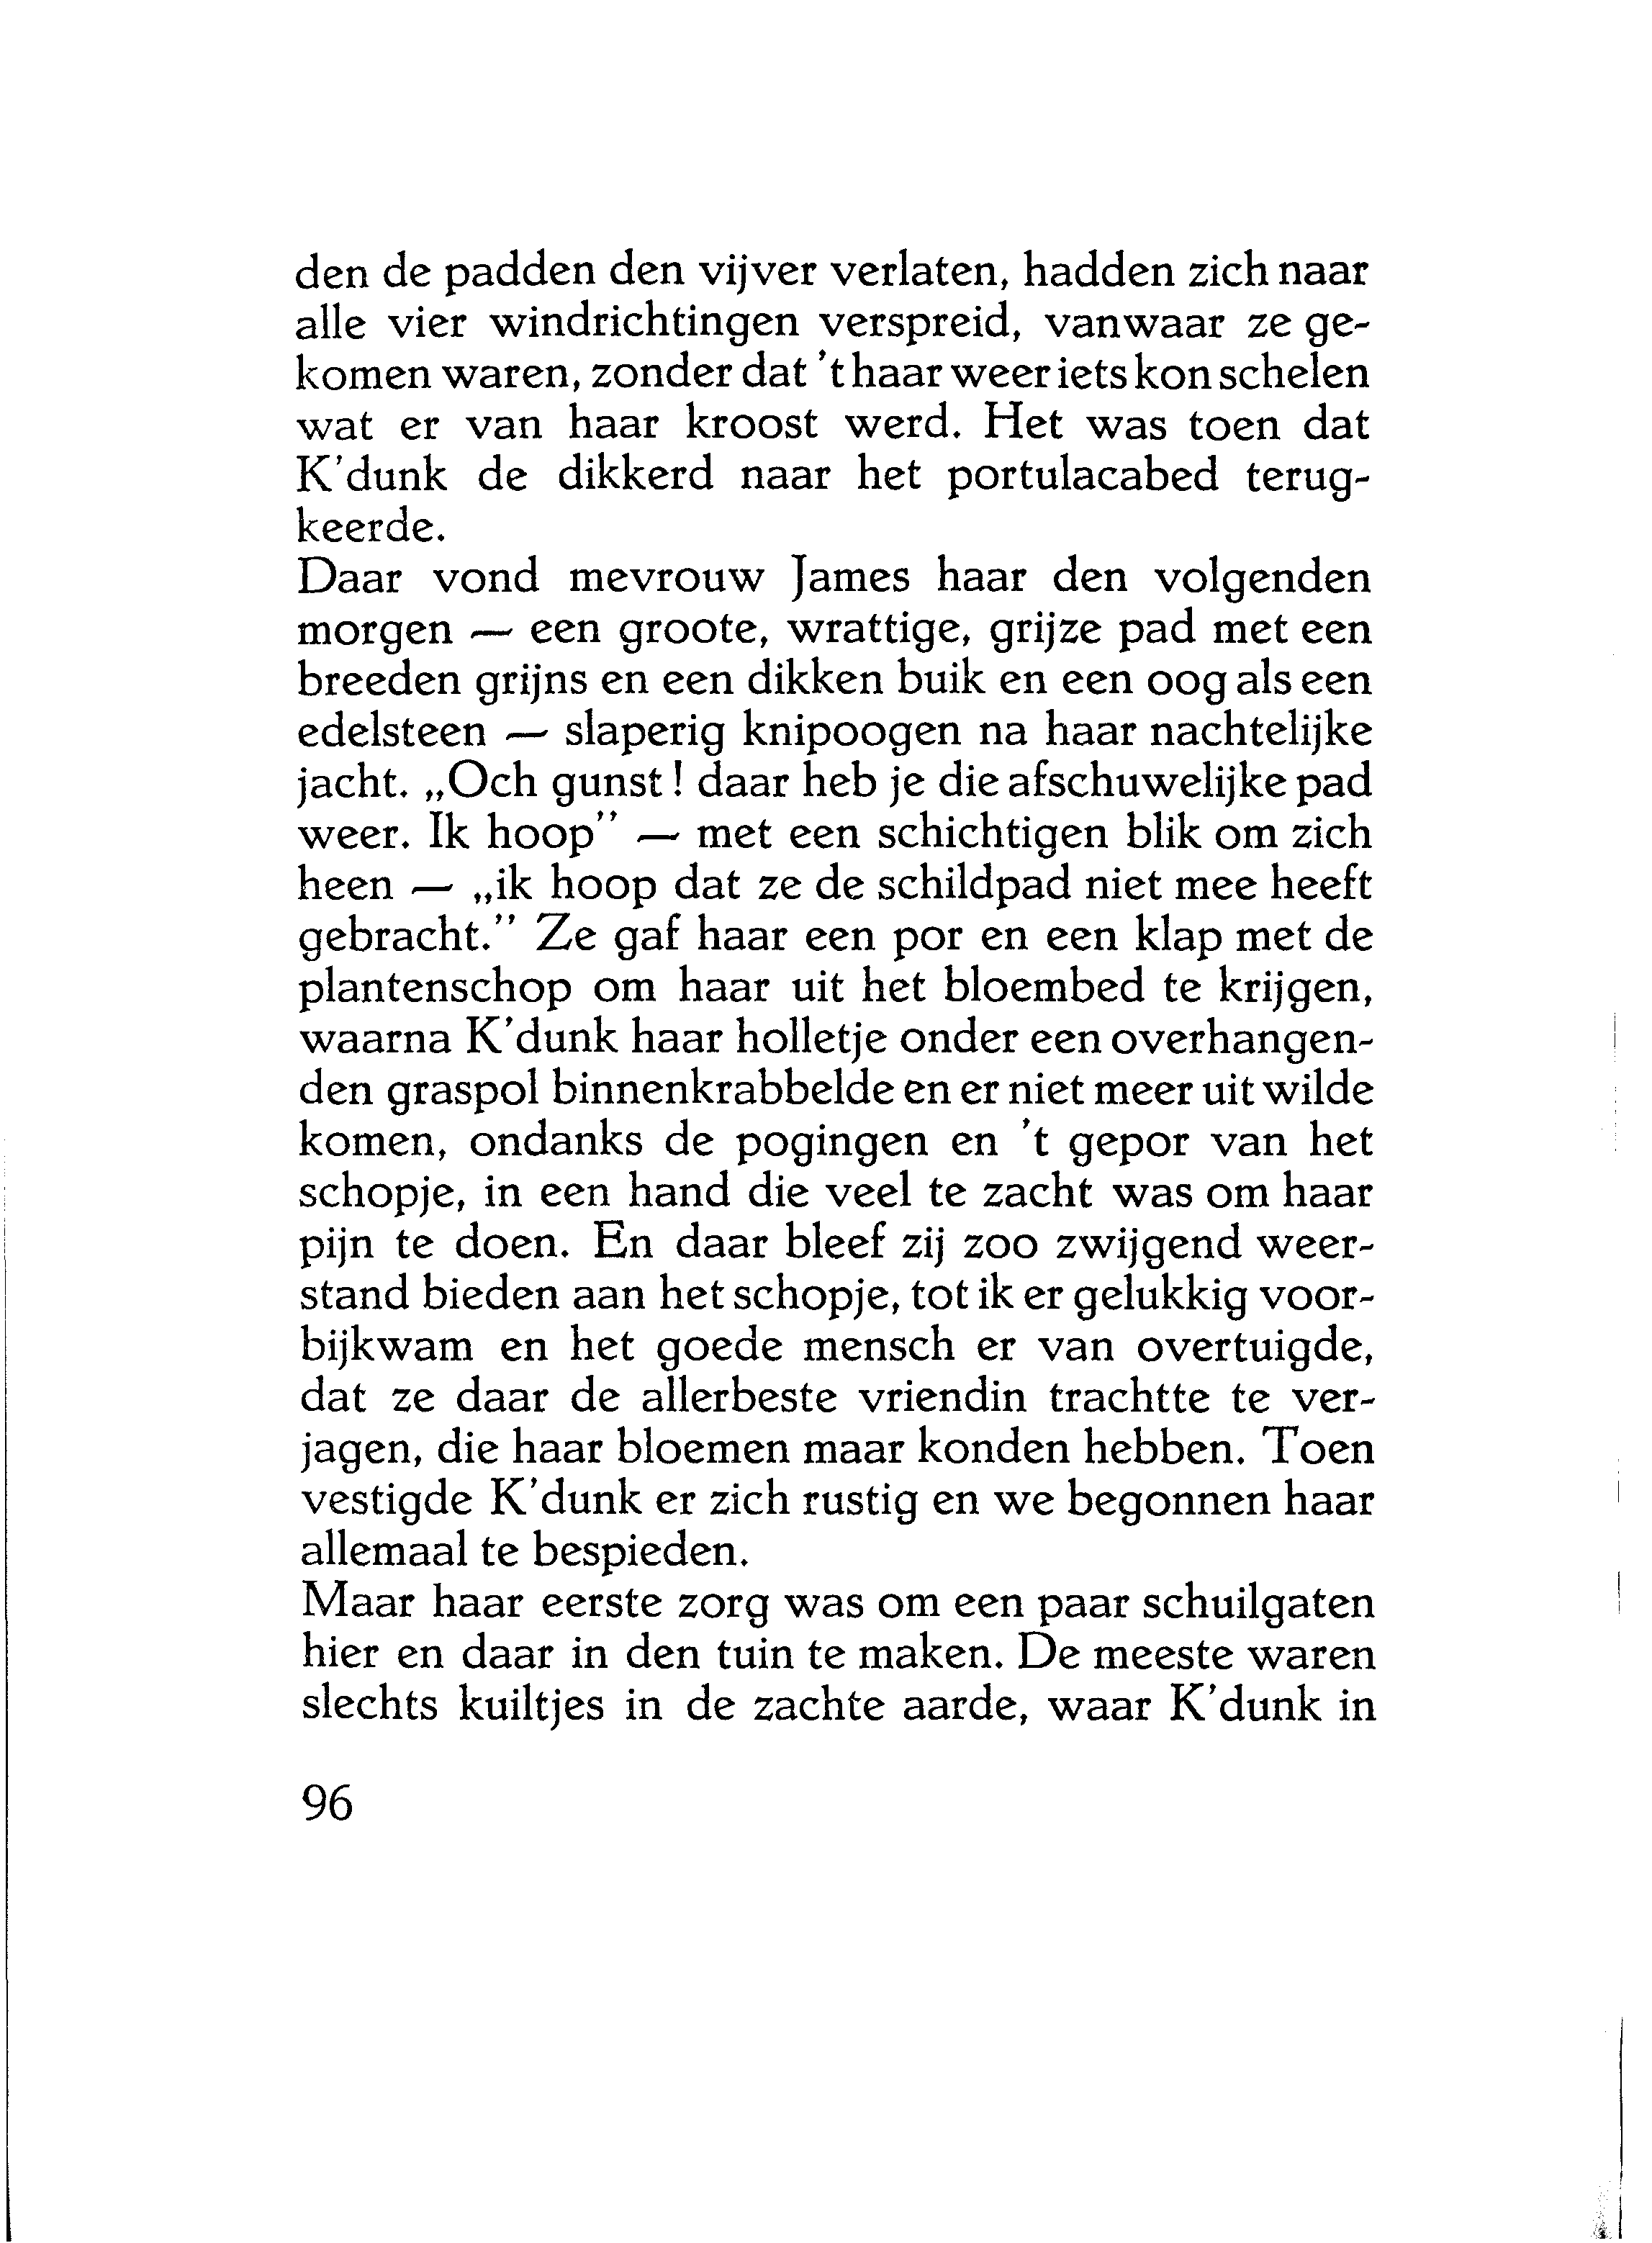 den de padden den vijver verlaten, hadden zich naar
alle vier windrichtingen verspreid, vanwaar ze ge-
komen waren, zonder dat 't haar weer iets kon schelen
wat er van haar kroost werd. Het was toen dat
K'dunk de dikkerd naar het portulacabed terug-
keerde.
Daar vond mevrouw James haar den volgenden
morgen — een groote, wrattige, grijze pad met een
breeden grijns en een dikken buik en een oog als een
edelsteen — slaperig knipoogen na haar nachtelijke
jacht. „Och gunst! daar heb je die afschuwelijke pad
weer. Ik hoop” — met een schichtigen blik om zich
heen — „ik hoop dat ze de schildpad niet mee heeft
gebracht.” Ze gaf haar een por en een klap met de
plantenschop om haar uit het bloembed te krijgen,
waarna K'dunk haar holletje onder een overhangen-
den graspol binnenkrabbelde en er niet meer uit wilde
komen, ondanks de pogingen en 't gepor van het
schopje, in een hand die veel te zacht was om haar
pijn te doen. En daar bleef zij zoo zwijgend weer-
stand bieden aan het schopje, tot ik er gelukkig voor-
bijkwam en het goede mensch er van overtuigde,
dat ze daar de allerbeste vriendin trachtte te ver-
jagen, die haar bloemen maar konden hebben. Toen
vestigde K'dunk er zich rustig en we begonnen haar
allemaal te bespieden.
Maar haar eerste zorg was om een paar schuilgaten
hier en daar in den tuin te maken. De meeste waren
slechts kuiltjes in de zachte aarde, waar K'dunk in
96